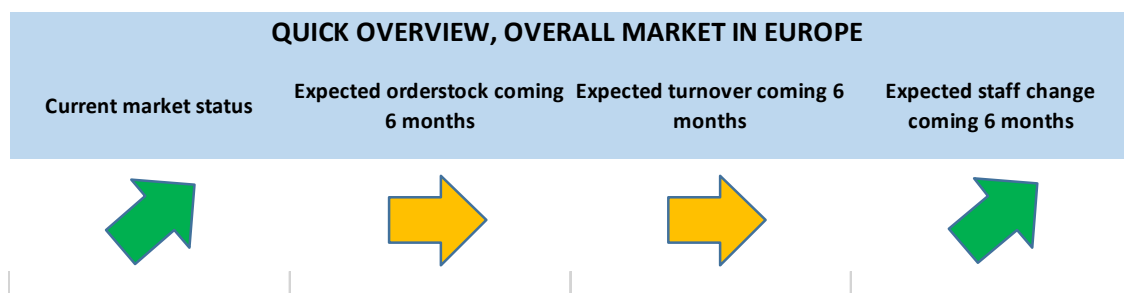 QUICK OVERVIEW, OVERALL MARKET IN EUROPE
Current market status
Expected orderstock coming
6 months
Expected turnover coming 6
months
Expected staff change
coming 6 months